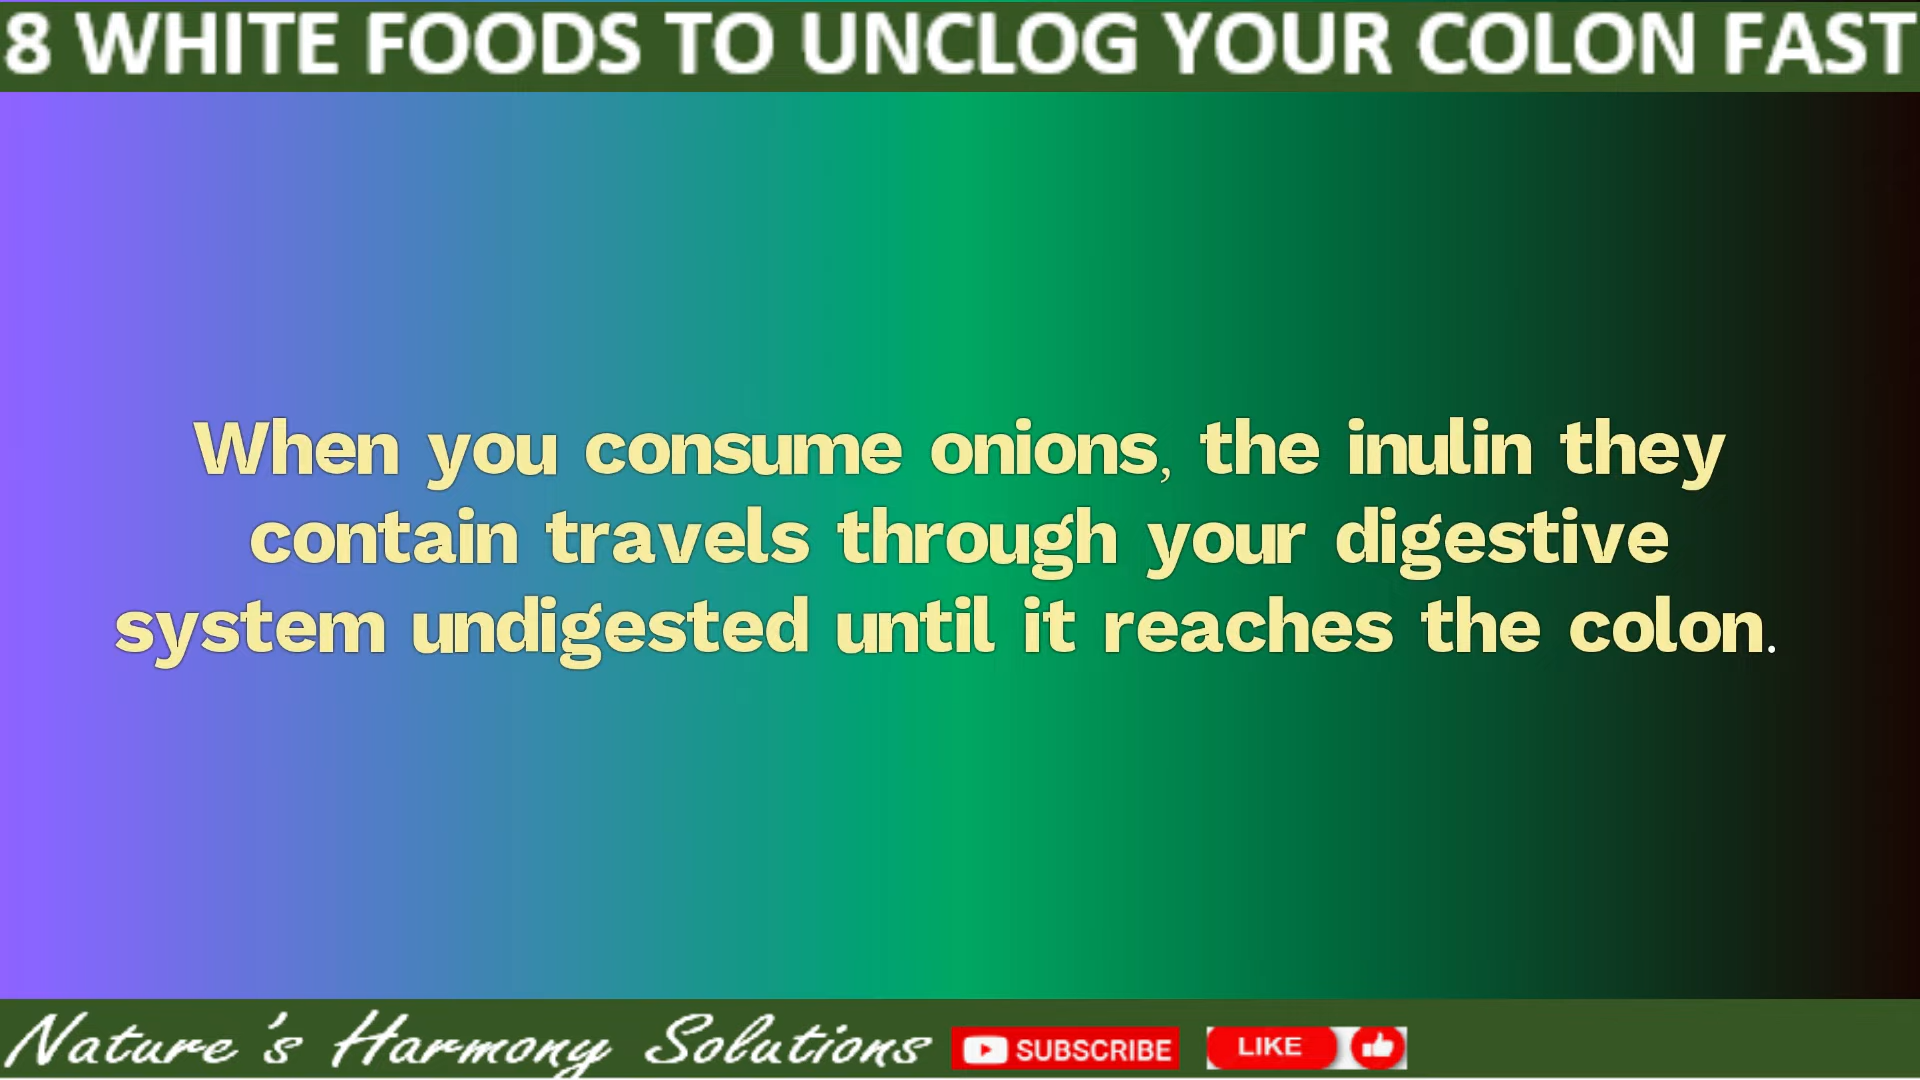 8 WHITE FOODS TO UNCLOG YOUR COLON FAST
When you consume onions, the inulin they
contain travels through your digestive
system undigested until it reaches the colon.
Nature's Harmony Solutions SUBSCRIBE LIKE